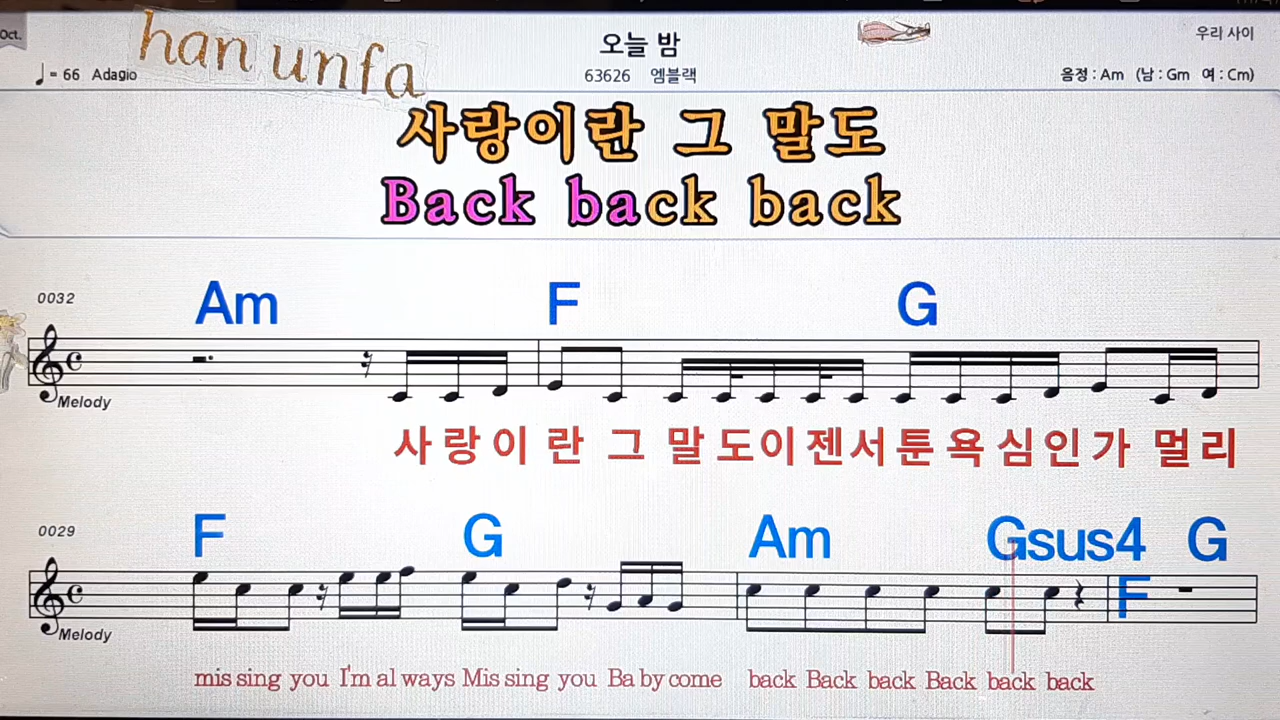 Oct.
han unfa
오늘 밤
우리 사이
♩= 66 Adagio
63626 엠블랙
음정 : Am (남 : Gm 여 : Cm)
사랑이란 그 말도
Back back back
0032
Am F G
Melody
사 랑 이 란 그 말 도 이 젠 서 툰 욕 심 인 가 멀 리
0029
F G Am Gsus4 G
F
Melody
mis sing you I'm al ways Mis sing you Ba by come back Back back Back back back